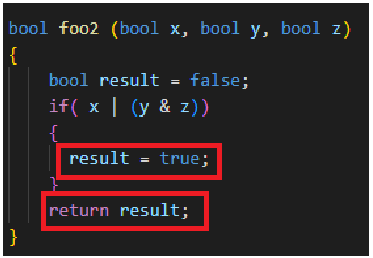 bool foo2 (bool x, bool y, bool z)
{
bool result = false;
if( x | (y & z))
{
result = true;
}
return result;
}